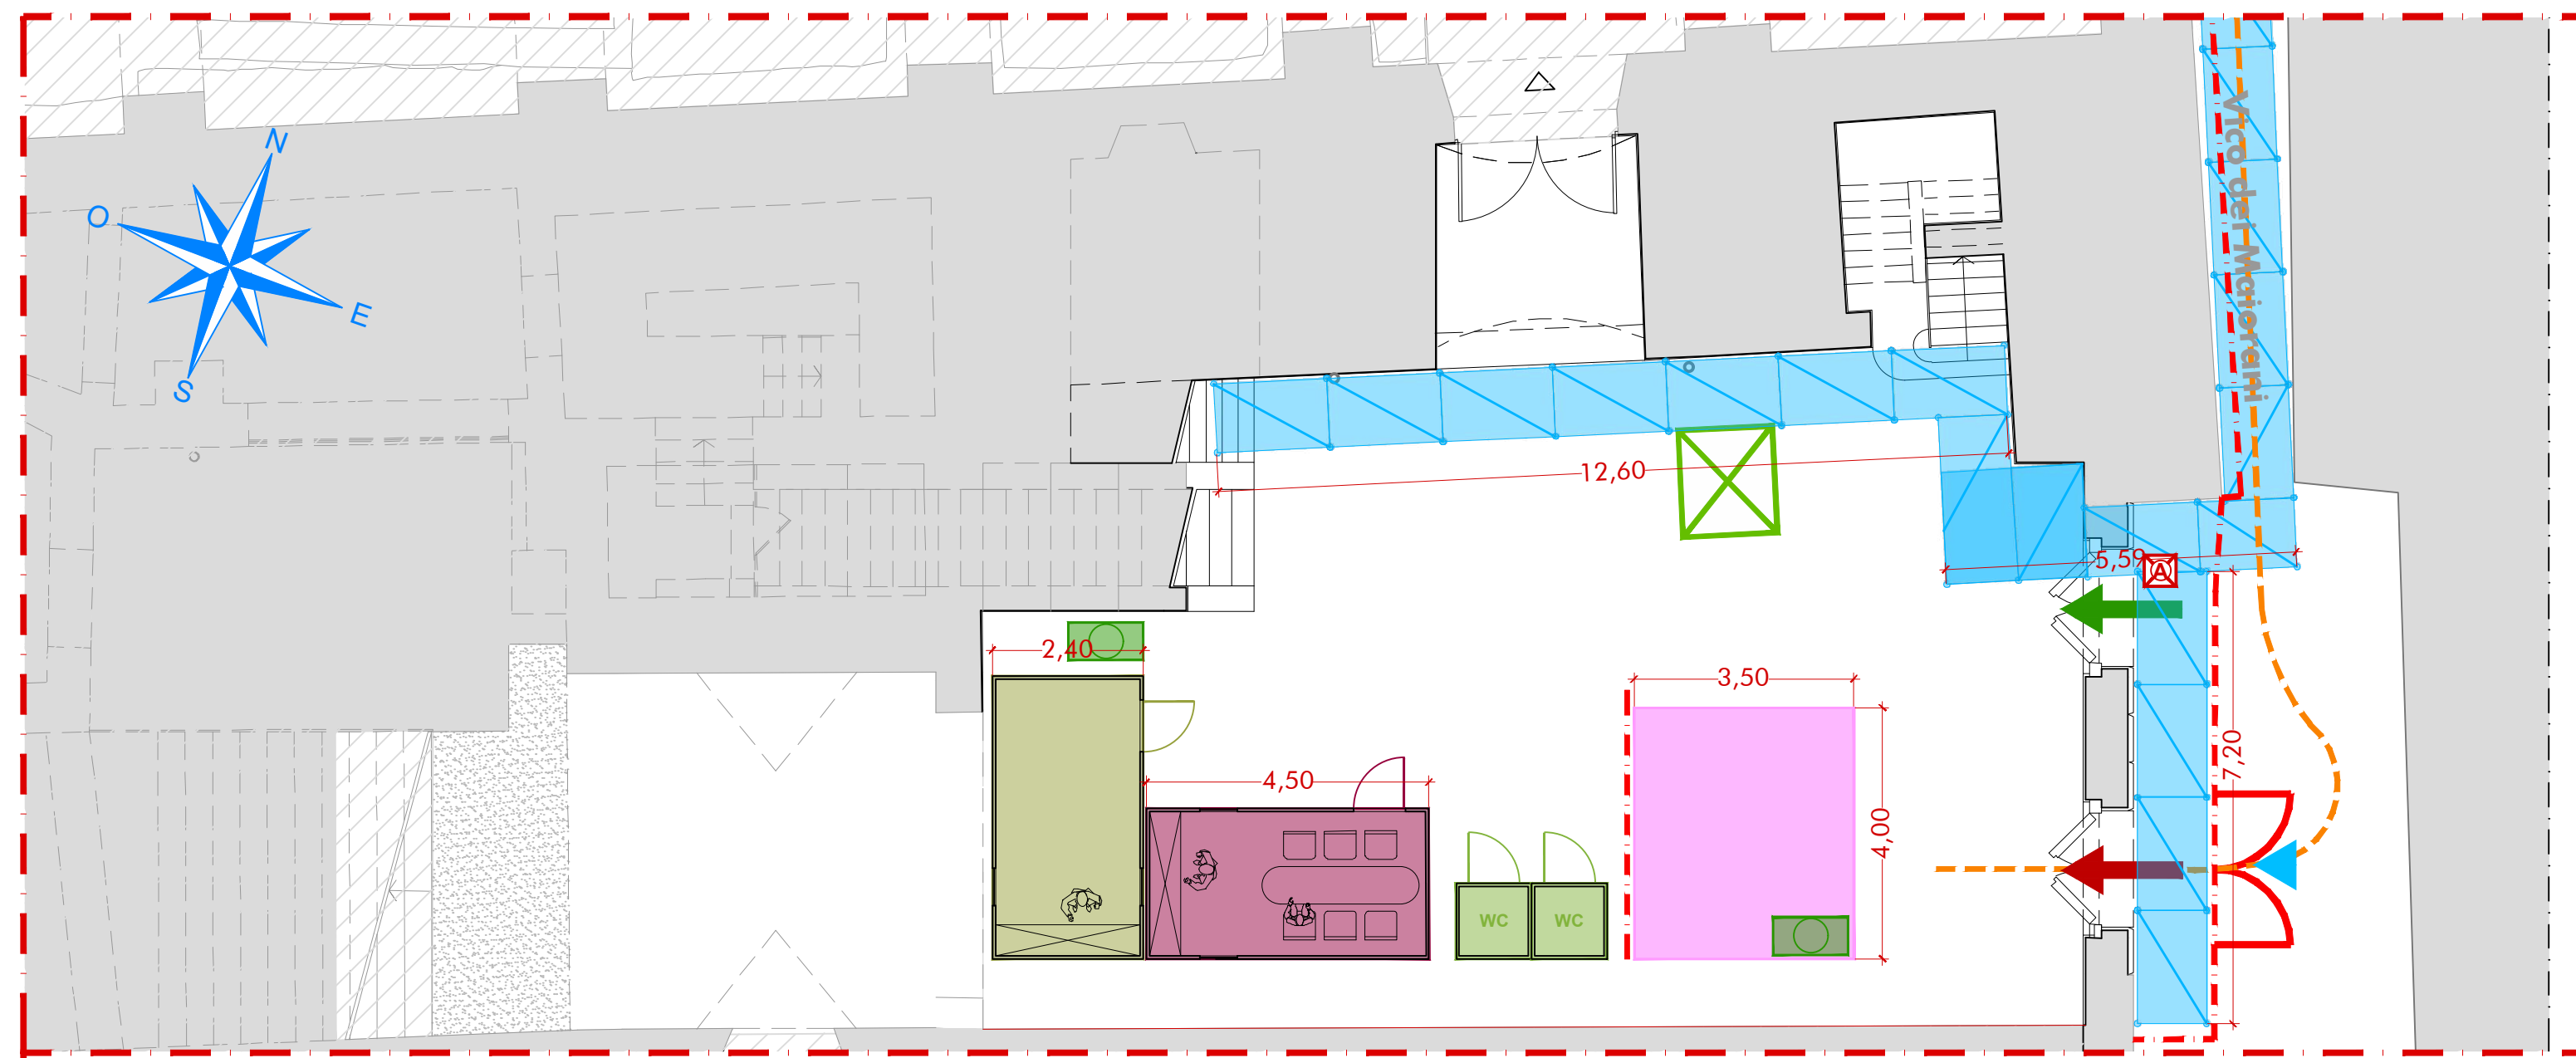 N
O
E
S
Vico dei Maiorani
12,60
5,59
A
2,40
3,50
7,20
4,50
4,00
WC
WC